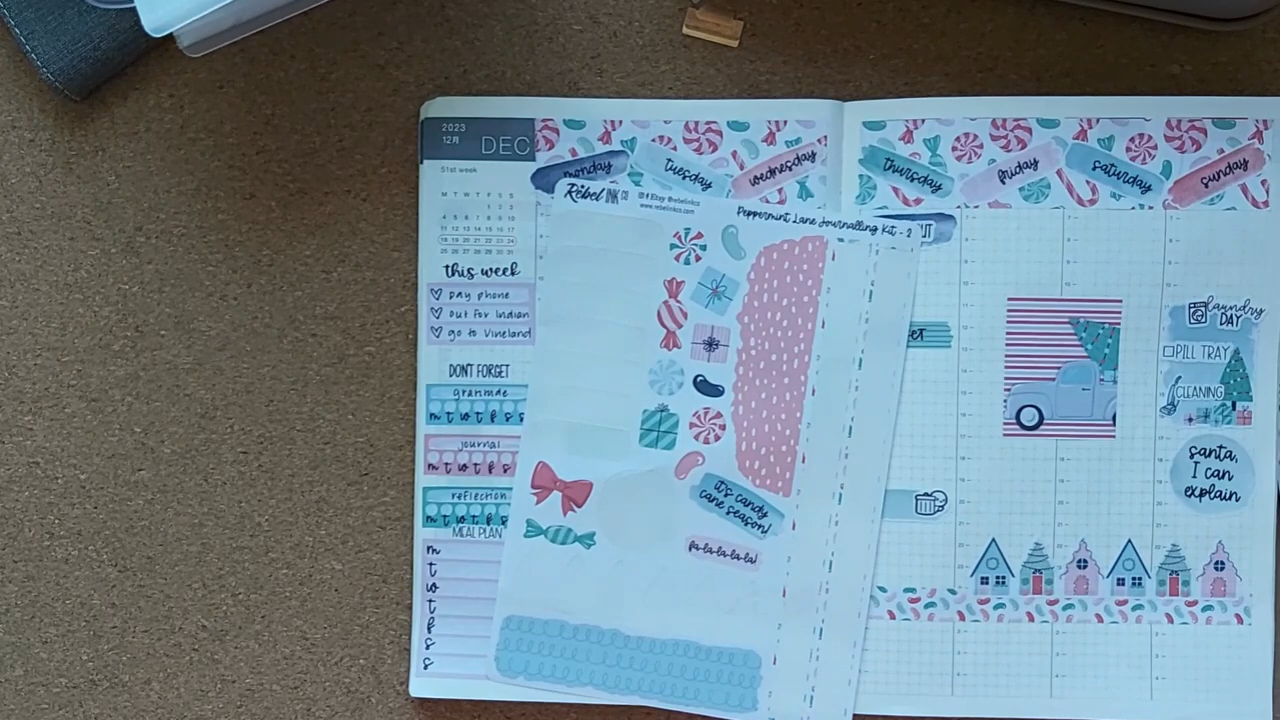 2023
12月
DEC
51st week
M T W T F S S
1 2 3
4 5 6 7 8 9 10
11 12 13 14 15 16 17
18 19 20 21 22 23 24
25 26 27 28 29 30 31
this week
pay phone
out for Indian
go to Vineland
DON'T FORGET
gratitude
m t w t f s s
journal
m t w t f s s
reflection
m t w t f s s
MEAL PLAN
m
t
w
t
f
s
s
monday
tuesday
wednesday
Rebel INK CO
Etsy @rebelinkco
www.rebelinkco.com
Peppermint Lane Journalling Kit - 2
it's candy
cane season!
fa-la-la-la-la!
thursday
friday
saturday
sunday
laundry
DAY
PILL TRAY
CLEANING
santa,
I can
explain